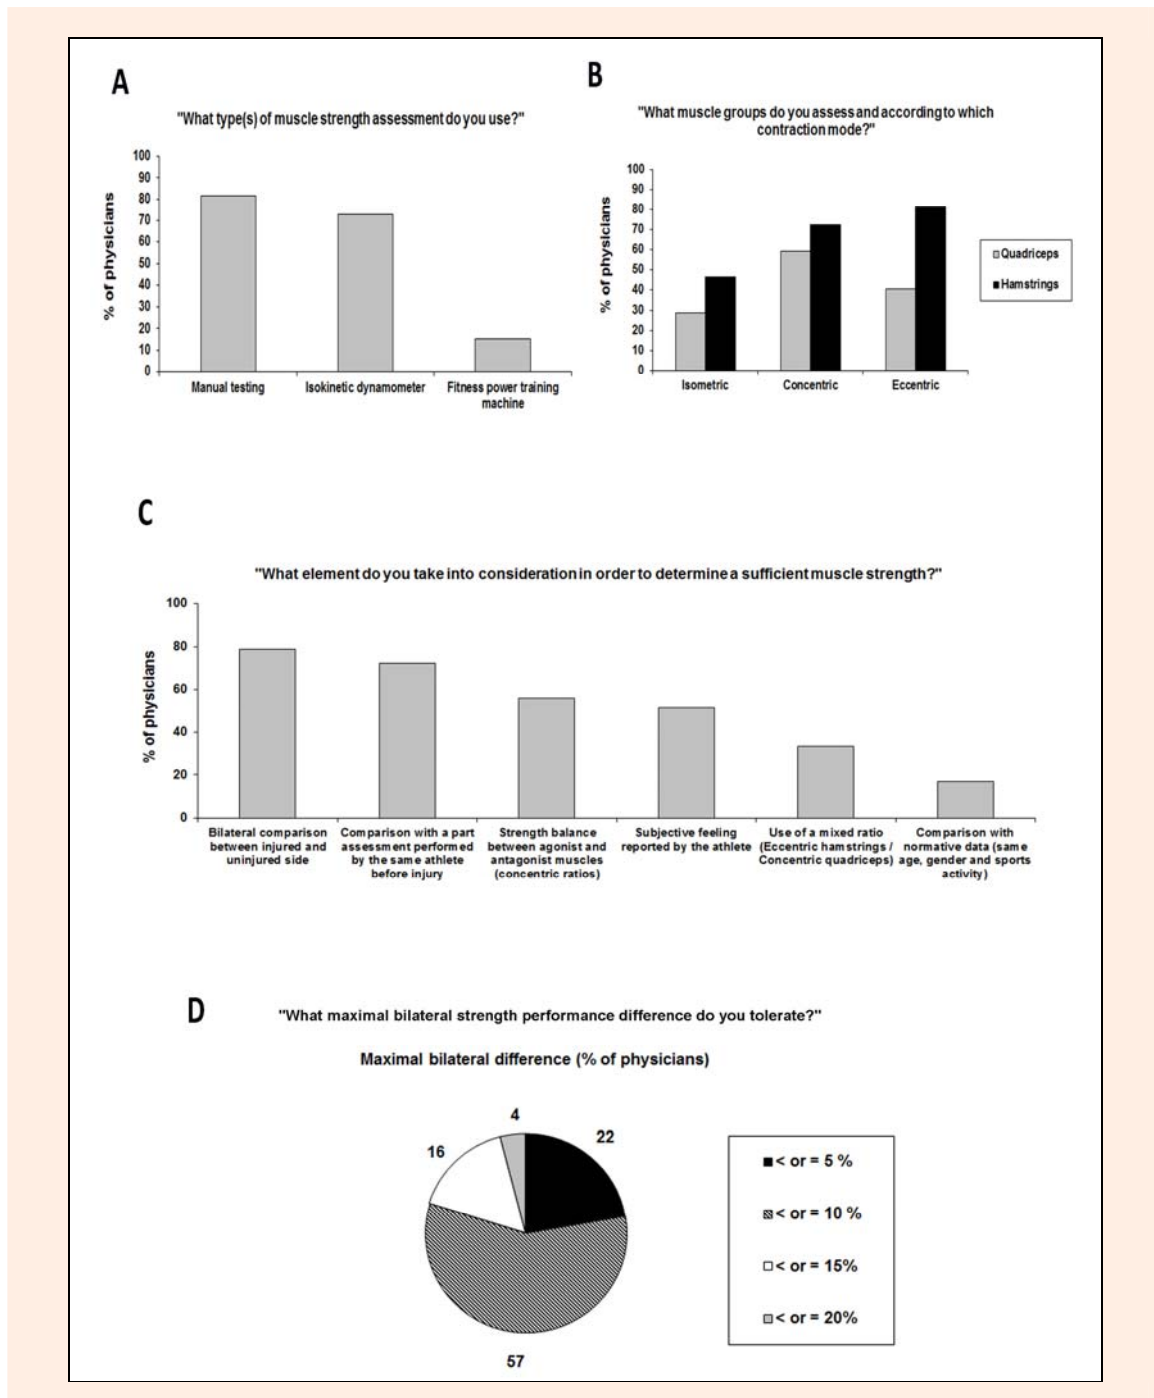 A
"What type(s) of muscle strength assessment do you use?"
% of physicians
100
90
80
70
60
50
40
30
20
10
0
Manual testing
Isokinetic dynamometer
Fitness power training
machine
B
"What muscle groups do you assess and according to which
contraction mode?"
% of physicians
100
90
80
70
60
50
40
30
20
10
0
Isometric
Concentric
Eccentric
Quadriceps
Hamstrings
C
"What element do you take into consideration in order to determine a sufficient muscle strength?"
% of physicians
100
80
60
40
20
0
Bilateral comparison
between injured and
uninjured side
Comparison with a part
assessment performed
by the same athlete
before injury
Strength balance
between agonist and
antagonist muscles
(concentric ratios)
Subjective feeling
reported by the athlete
Use of a mixed ratio
(Eccentric hamstrings /
Concentric quadriceps)
Comparison with
normative data (same
age, gender and sports
activity)
D
"What maximal bilateral strength performance difference do you tolerate?"
Maximal bilateral difference (% of physicians)
4
22
16
57
< or = 5 %
< or = 10 %
< or = 15%
< or = 20%